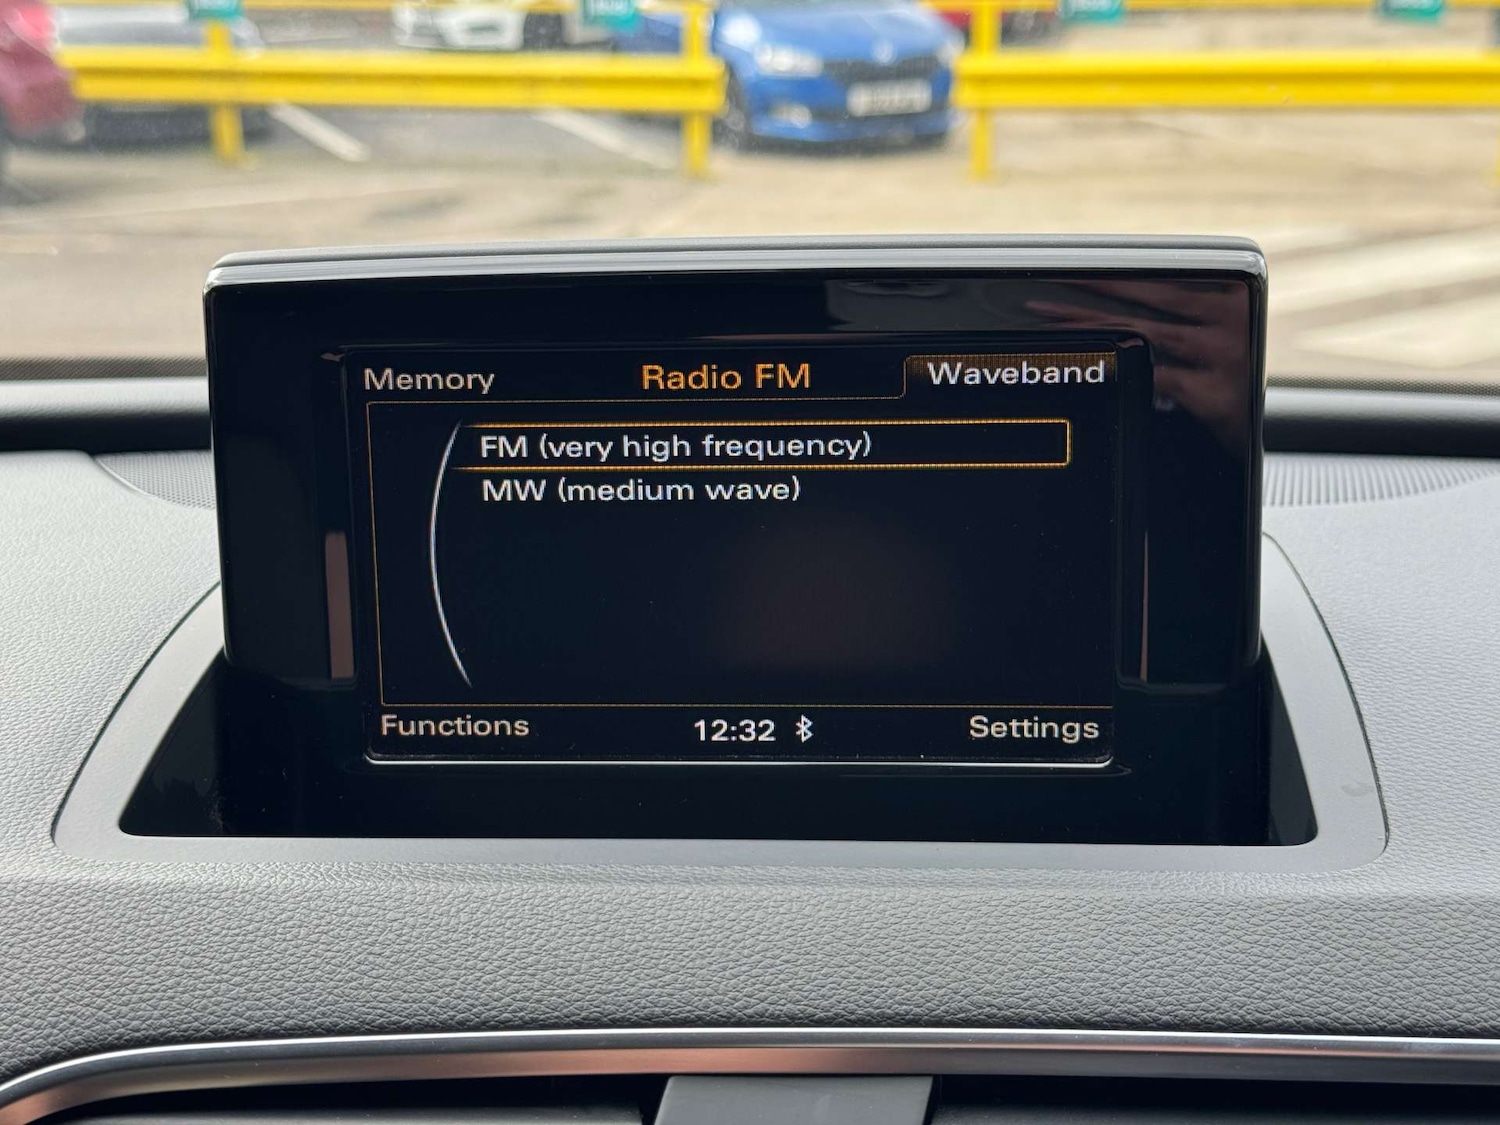 Memory Radio FM Waveband
FM (very high frequency)
MW (medium wave)
Functions 12:32 Settings